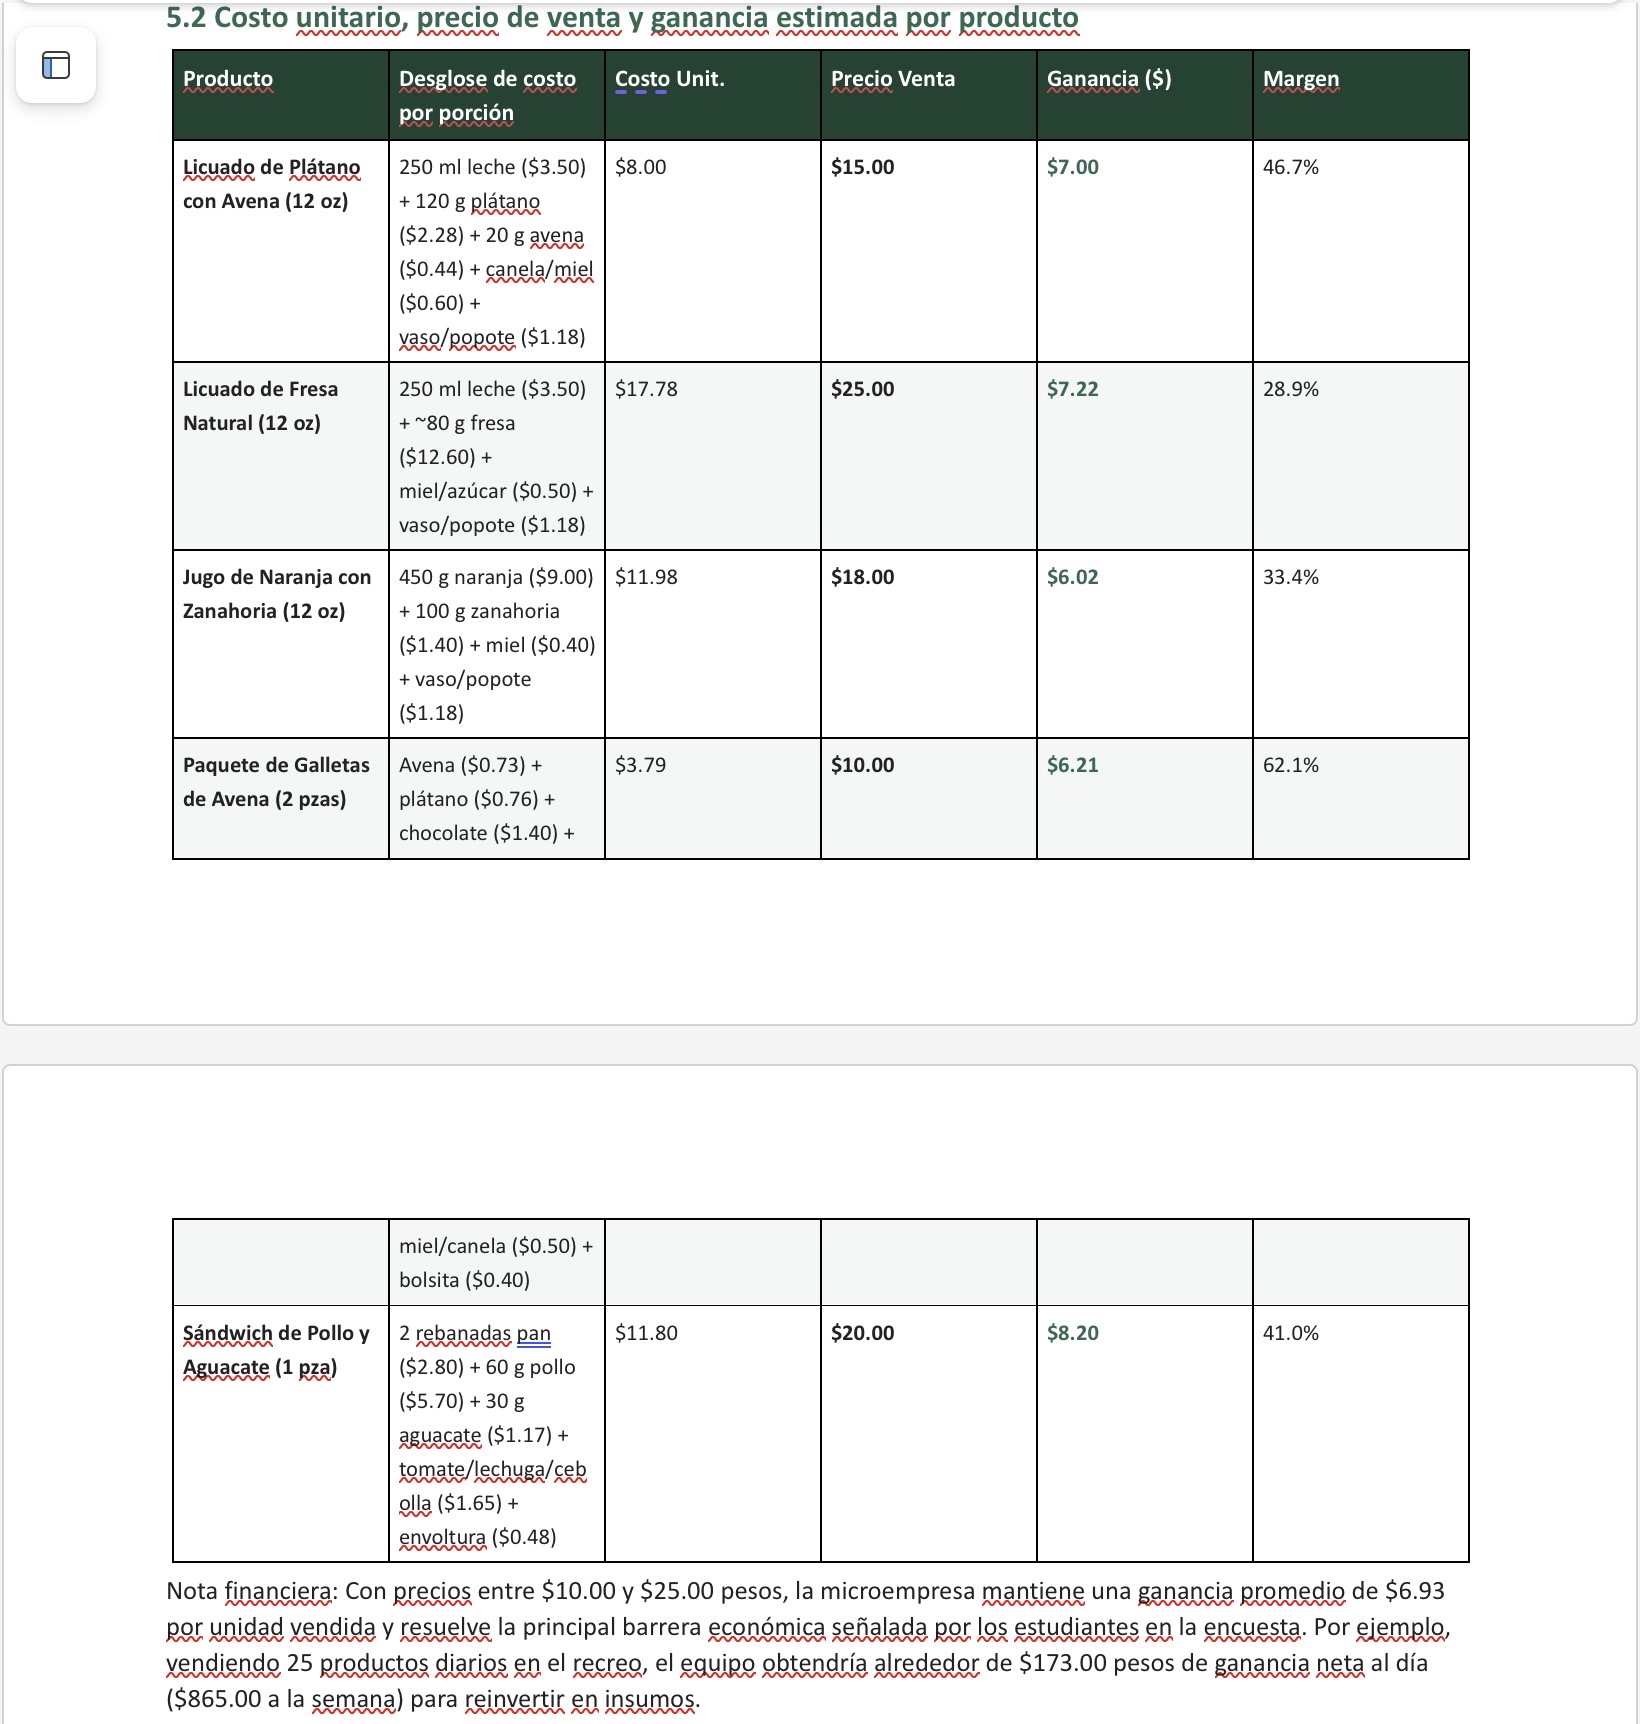 5.2 Costo unitario, precio de venta y ganancia estimada por producto
Producto
Desglose de costo
por porción
Costo Unit.
Precio Venta
Ganancia ($)
Margen
Licuado de Plátano
con Avena (12 oz)
250 ml leche ($3.50)
+ 120 g plátano
($2.28) + 20 g avena
($0.44) + canela/miel
($0.60) +
vaso/popote ($1.18)
$8.00
$15.00
$7.00
46.7%
Licuado de Fresa
Natural (12 oz)
250 ml leche ($3.50)
+ ~80 g fresa
($12.60) +
miel/azúcar ($0.50) +
vaso/popote ($1.18)
$17.78
$25.00
$7.22
28.9%
Jugo de Naranja con
Zanahoria (12 oz)
450 g naranja ($9.00)
+ 100 g zanahoria
($1.40) + miel ($0.40)
+ vaso/popote
($1.18)
$11.98
$18.00
$6.02
33.4%
Paquete de Galletas
de Avena (2 pzas)
Avena ($0.73) +
plátano ($0.76) +
chocolate ($1.40) +
$3.79
$10.00
$6.21
62.1%
miel/canela ($0.50) +
bolsita ($0.40)
Sándwich de Pollo y
Aguacate (1 pza)
2 rebanadas pan
($2.80) + 60 g pollo
($5.70) + 30 g
aguacate ($1.17) +
tomate/lechuga/ceb
olla ($1.65) +
envoltura ($0.48)
$11.80
$20.00
$8.20
41.0%
Nota financiera: Con precios entre $10.00 y $25.00 pesos, la microempresa mantiene una ganancia promedio de $6.93
por unidad vendida y resuelve la principal barrera económica señalada por los estudiantes en la encuesta. Por ejemplo,
vendiendo 25 productos diarios en el recreo, el equipo obtendría alrededor de $173.00 pesos de ganancia neta al día
($865.00 a la semana) para reinvertir en insumos.